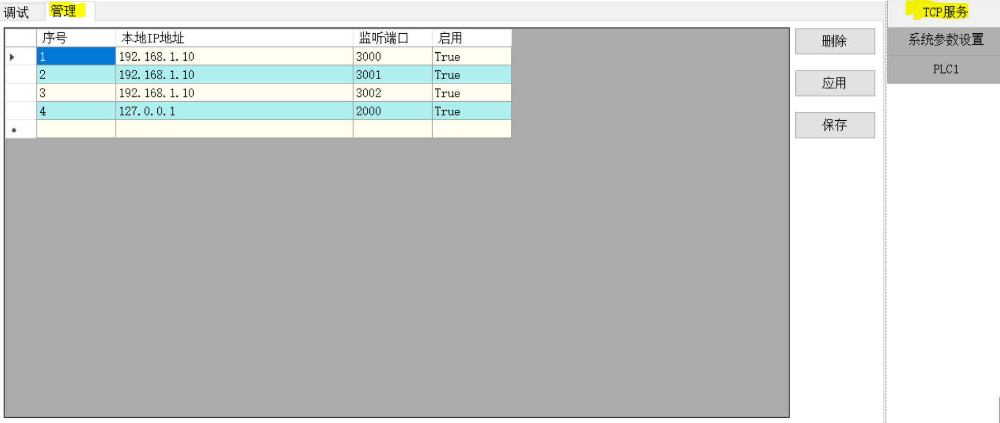 调试 管理
序号 本地IP地址 监听端口 启用
1 192.168.1.10 3000 True
2 192.168.1.10 3001 True
3 192.168.1.10 3002 True
4 127.0.0.1 2000 True
删除
应用
保存
TCP服务
系统参数设置
PLC1